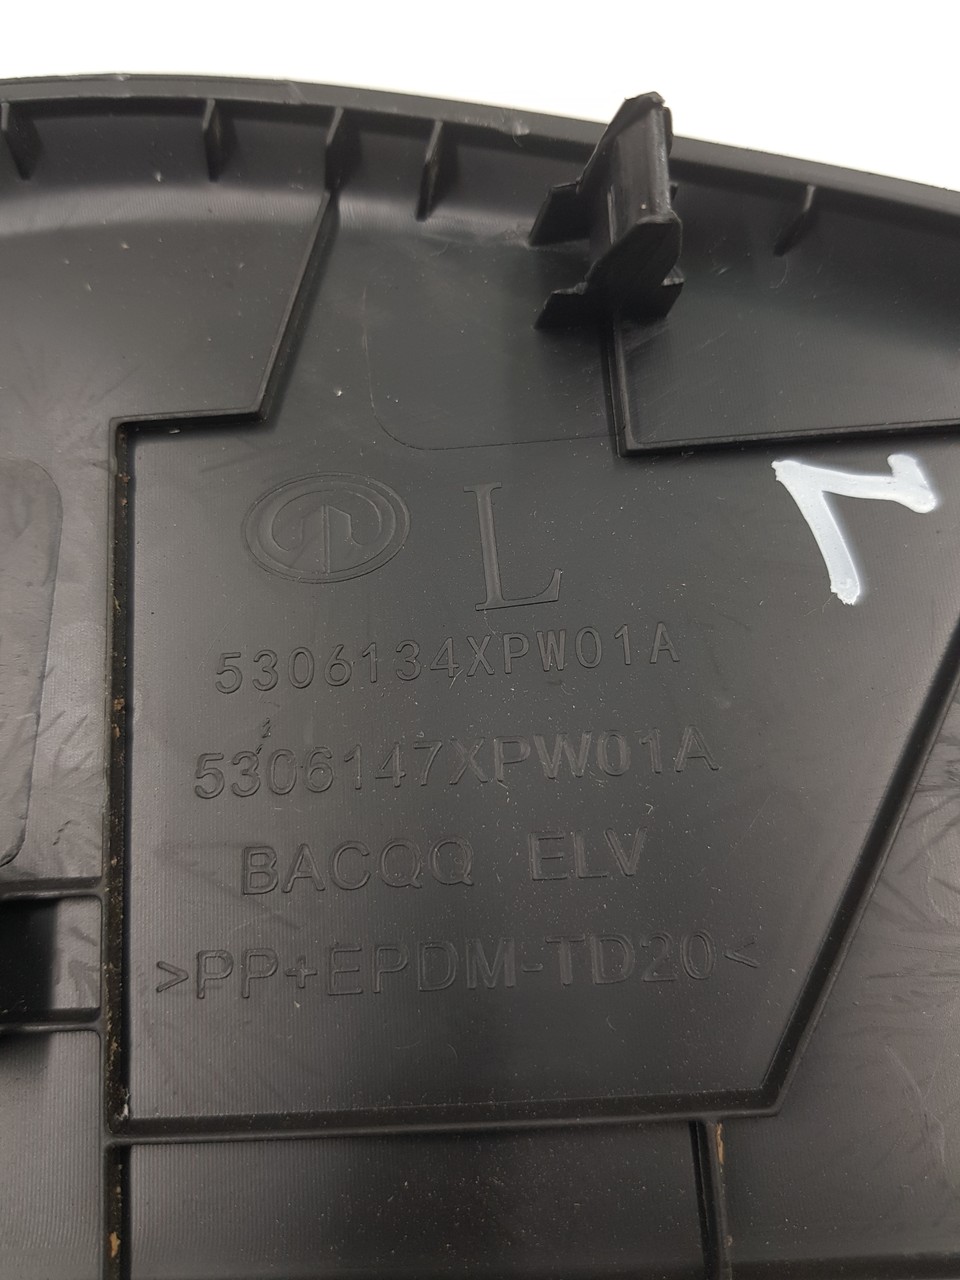 L
5306134XPW01A
5306147XPW01A
BACQQ ELV
>PP+EPDM-TD20<